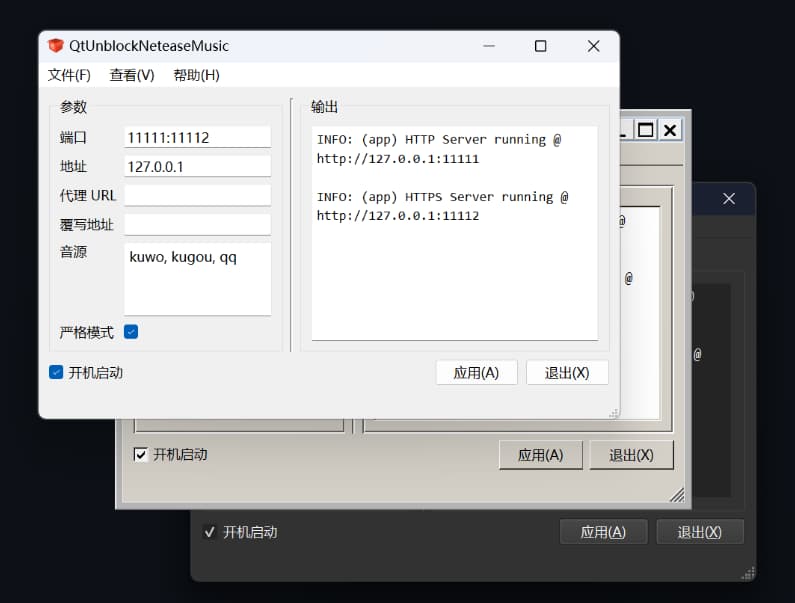 QtUnblockNeteaseMusic
文件(F) 查看(V) 帮助(H)
参数
端口 11111:11112
地址 127.0.0.1
代理 URL
覆写地址
音源 kuwo, kugou, qq
严格模式
开机启动
输出
INFO: (app) HTTP Server running @
http://127.0.0.1:11111
INFO: (app) HTTPS Server running @
http://127.0.0.1:11112
应用(A) 退出(X)
@
@
开机启动 应用(A) 退出(X)
@
开机启动 应用(A) 退出(X)